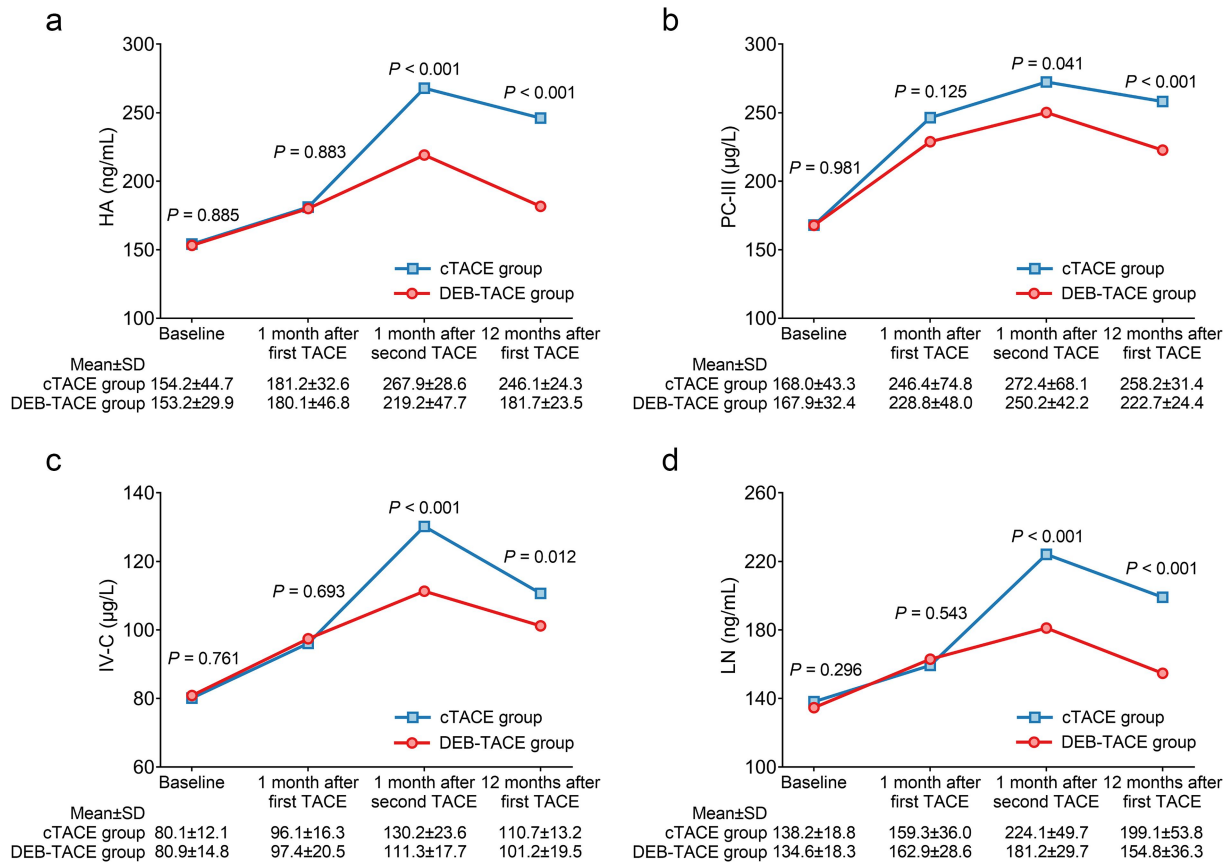 a
HA (ng/mL)
300
250
200
150
100
P = 0.885
P = 0.883
P < 0.001
P < 0.001
cTACE group
DEB-TACE group
Baseline
1 month after first TACE
1 month after second TACE
12 months after first TACE
Mean±SD
cTACE group 154.2±44.7 181.2±32.6 267.9±28.6 246.1±24.3
DEB-TACE group 153.2±29.9 180.1±46.8 219.2±47.7 181.7±23.5
b
PC-III (μg/L)
300
250
200
150
100
P = 0.981
P = 0.125
P = 0.041
P < 0.001
cTACE group
DEB-TACE group
Baseline
1 month after first TACE
1 month after second TACE
12 months after first TACE
Mean±SD
cTACE group 168.0±43.3 246.4±74.8 272.4±68.1 258.2±31.4
DEB-TACE group 167.9±32.4 228.8±48.0 250.2±42.2 222.7±24.4
c
IV-C (μg/L)
140
120
100
80
60
P = 0.761
P = 0.693
P < 0.001
P = 0.012
cTACE group
DEB-TACE group
Baseline
1 month after first TACE
1 month after second TACE
12 months after first TACE
Mean±SD
cTACE group 80.1±12.1 96.1±16.3 130.2±23.6 110.7±13.2
DEB-TACE group 80.9±14.8 97.4±20.5 111.3±17.7 101.2±19.5
d
LN (ng/mL)
260
220
180
140
100
P = 0.296
P = 0.543
P < 0.001
P < 0.001
cTACE group
DEB-TACE group
Baseline
1 month after first TACE
1 month after second TACE
12 months after first TACE
Mean±SD
cTACE group 138.2±18.8 159.3±36.0 224.1±49.7 199.1±53.8
DEB-TACE group 134.6±18.3 162.9±28.6 181.2±29.7 154.8±36.3